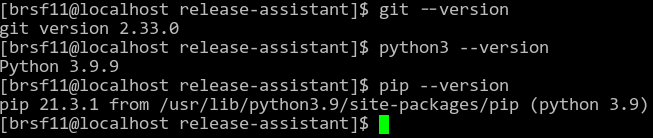 [brsf11@localhost release-assistant]$ git --version
git version 2.33.0
[brsf11@localhost release-assistant]$ python3 --version
Python 3.9.9
[brsf11@localhost release-assistant]$ pip --version
pip 21.3.1 from /usr/lib/python3.9/site-packages/pip (python 3.9)
[brsf11@localhost release-assistant]$